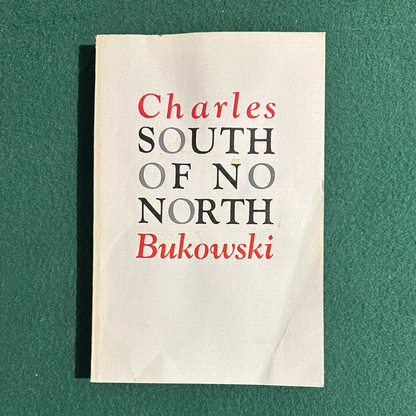 Charles
SOUTH
OF NO
NORTH
Bukowski